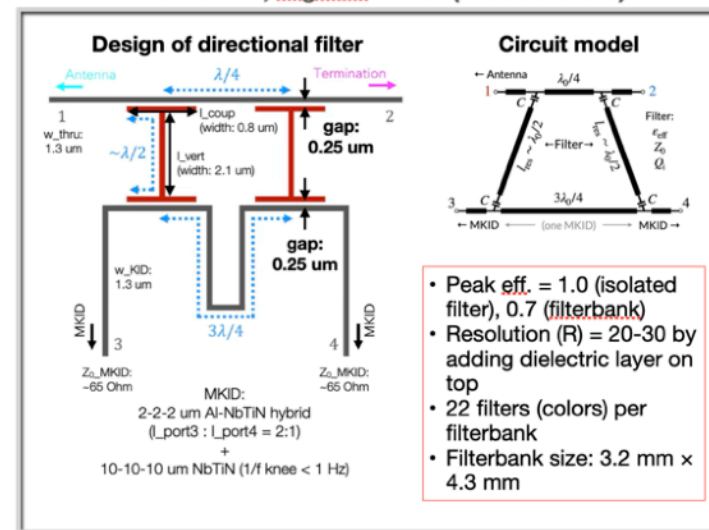 Design of directional filter
Antenna
λ/4
Termination
1
2
w_thru:
1.3 um
l_coup
(width: 0.8 um)
gap:
0.25 um
~λ/2
l_vert
(width: 2.1 um)
gap:
0.25 um
w_KID:
1.3 um
3λ/4
MKID
3
4
MKID
Z₀_MKID:
~65 Ohm
Z₀_MKID:
~65 Ohm
MKID:
2-2-2 um Al-NbTiN hybrid
(l_port3 : l_port4 = 2:1)
+
10-10-10 um NbTiN (1/f knee < 1 Hz)
Circuit model
← Antenna
λ₀/4
1
2
C
C
Filter:
εeff
Z₀
Qᵢ
lres ~ λ₀/2
←Filter→
lres ~ λ₀/2
C
C
3
3λ₀/4
4
← MKID
(one MKID)
MKID →
• Peak eff. = 1.0 (isolated
filter), 0.7 (filterbank)
• Resolution (R) = 20-30 by
adding dielectric layer on
top
• 22 filters (colors) per
filterbank
• Filterbank size: 3.2 mm ×
4.3 mm